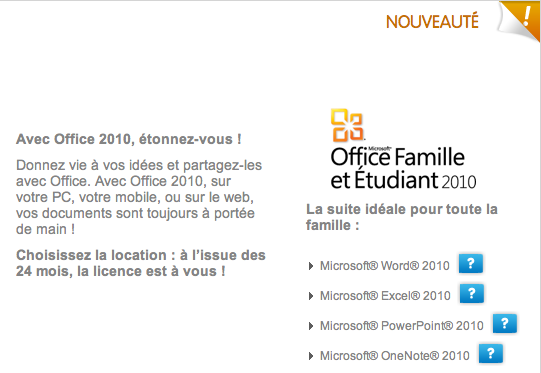 NOUVEAUTÉ !
Avec Office 2010, étonnez-vous !
Donnez vie à vos idées et partagez-les
avec Office. Avec Office 2010, sur
votre PC, votre mobile, ou sur le web,
vos documents sont toujours à portée
de main !
Choisissez la location : à l'issue des
24 mois, la licence est à vous !
Microsoft®
Office Famille
et Étudiant 2010
La suite idéale pour toute la
famille :
Microsoft® Word® 2010 ?
Microsoft® Excel® 2010 ?
Microsoft® PowerPoint® 2010 ?
Microsoft® OneNote® 2010 ?